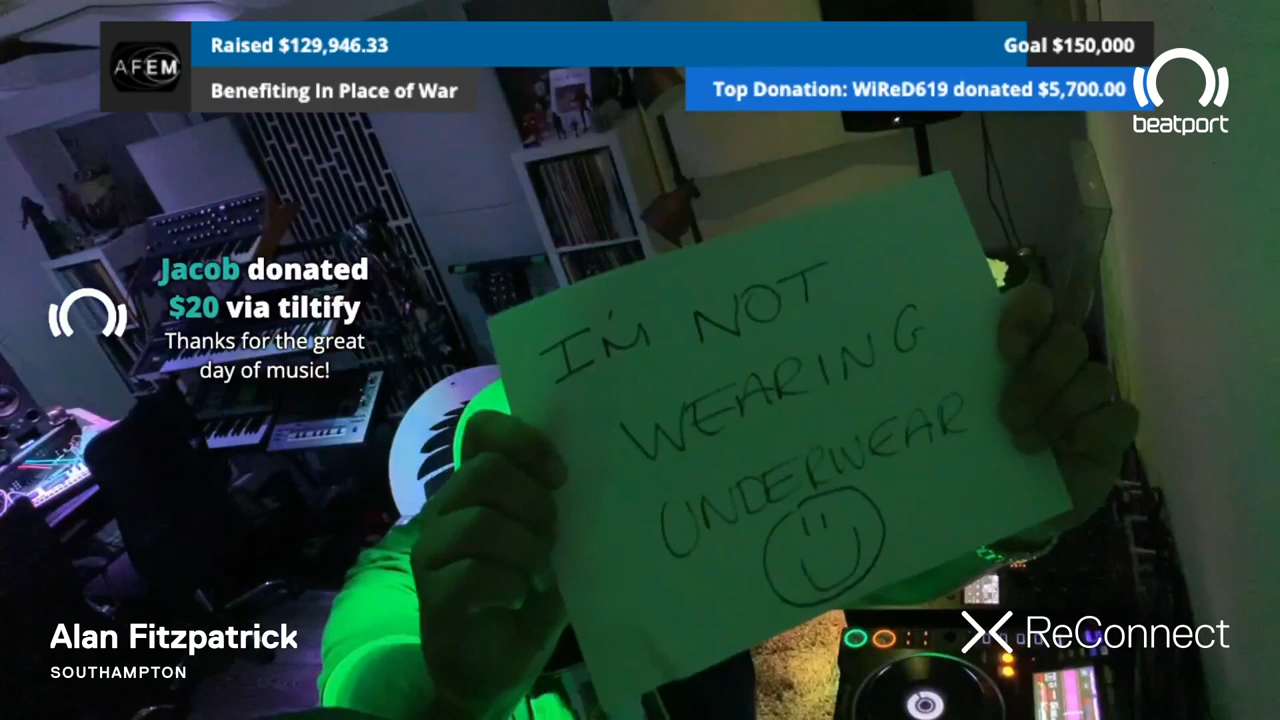 Raised $129,946.33
Goal $150,000
AFEM
Benefiting In Place of War
Top Donation: WiReD619 donated $5,700.00
beatport
Jacob donated
$20 via tiltify
Thanks for the great
day of music!
I'M NOT
WEARING
UNDERWEAR
Alan Fitzpatrick
SOUTHAMPTON
ReConnect